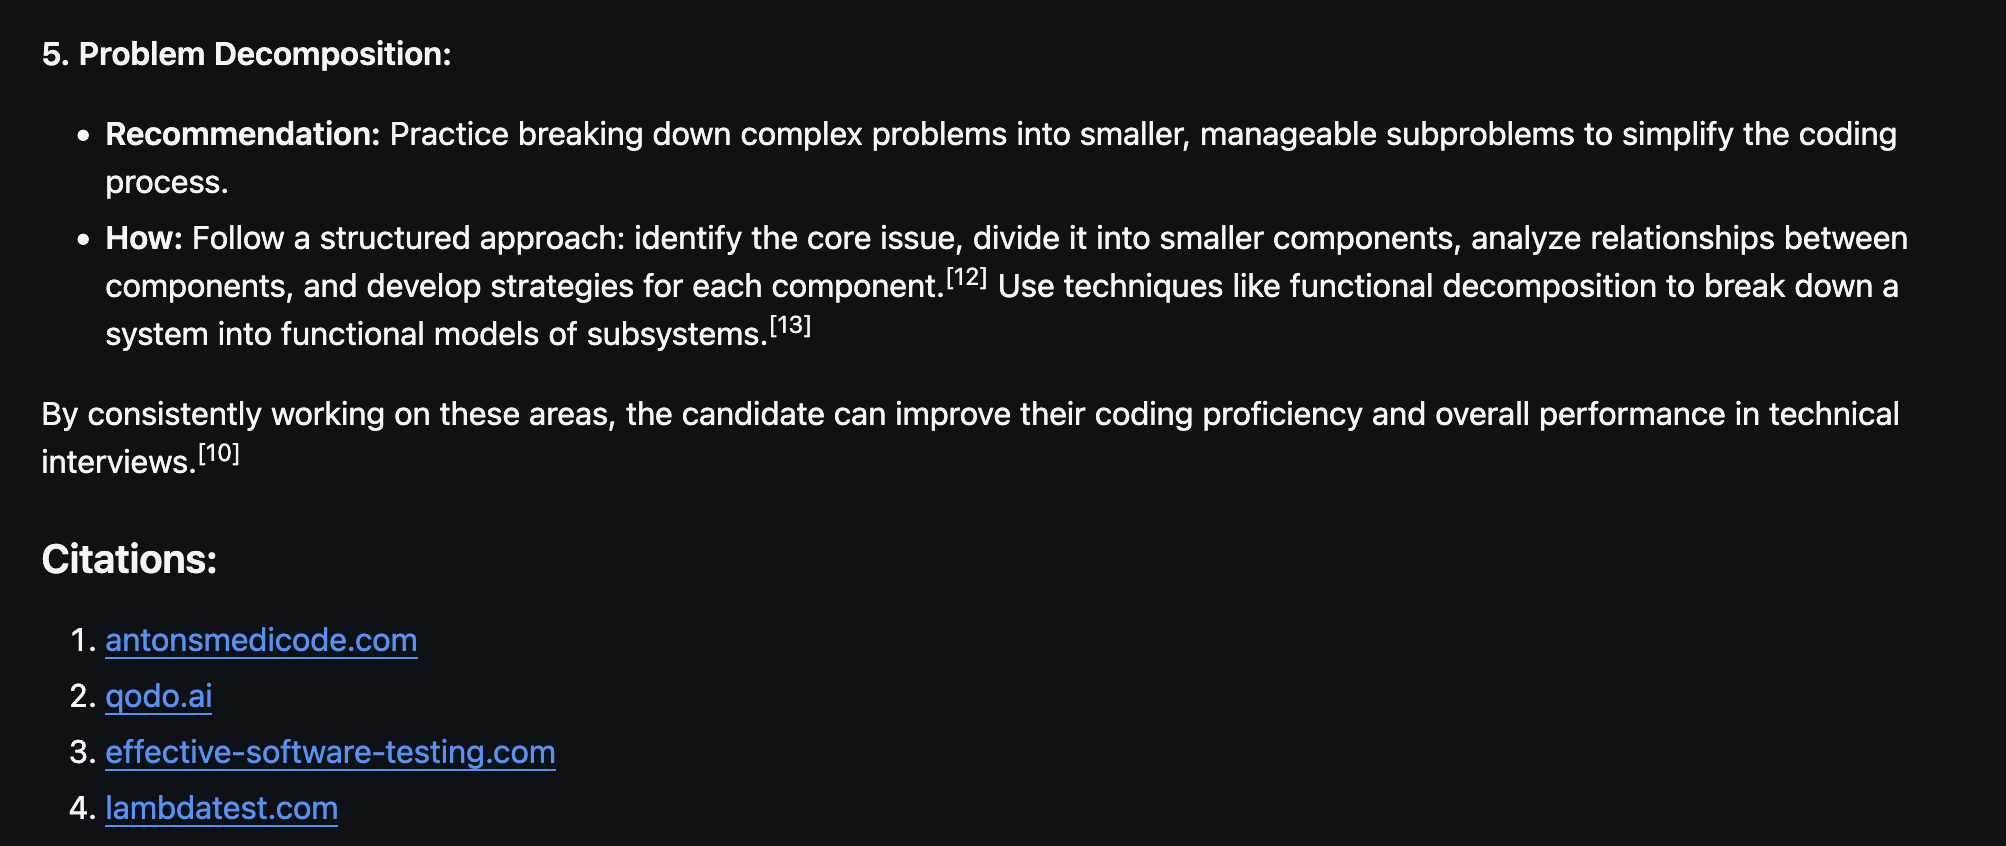 5. Problem Decomposition:
• Recommendation: Practice breaking down complex problems into smaller, manageable subproblems to simplify the coding
process.
• How: Follow a structured approach: identify the core issue, divide it into smaller components, analyze relationships between
components, and develop strategies for each component.[12] Use techniques like functional decomposition to break down a
system into functional models of subsystems.[13]
By consistently working on these areas, the candidate can improve their coding proficiency and overall performance in technical
interviews.[10]
Citations:
1. antonsmedicode.com
2. qodo.ai
3. effective-software-testing.com
4. lambdatest.com